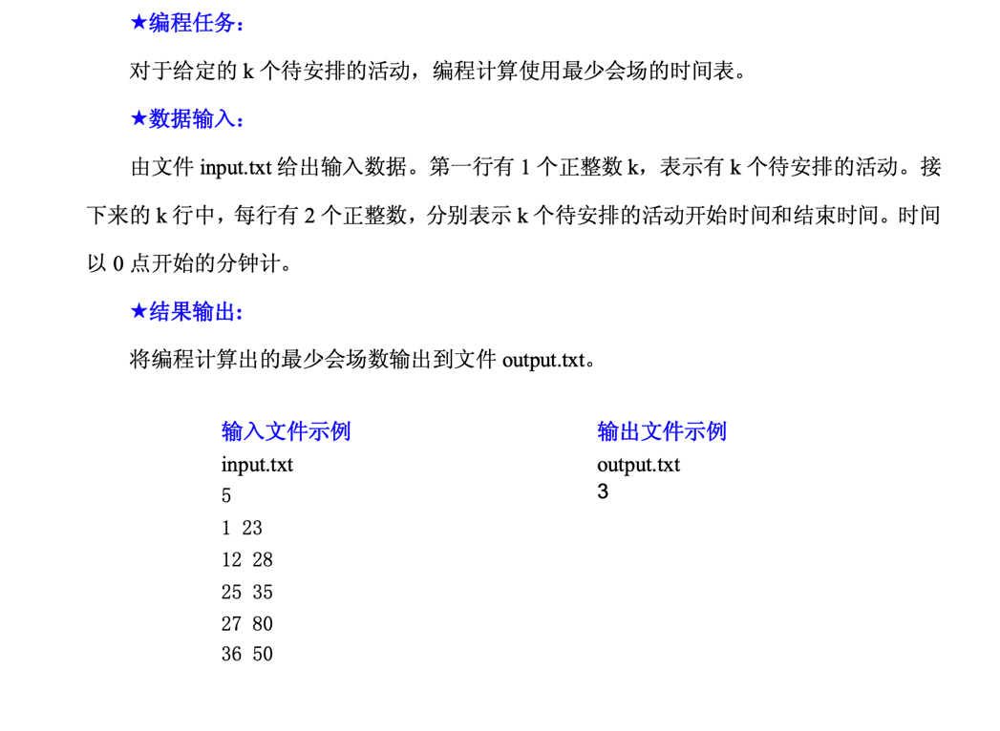 ★编程任务：
对于给定的 k 个待安排的活动，编程计算使用最少会场的时间表。
★数据输入：
由文件 input.txt 给出输入数据。第一行有 1 个正整数 k，表示有 k 个待安排的活动。接
下来的 k 行中，每行有 2 个正整数，分别表示 k 个待安排的活动开始时间和结束时间。时间
以 0 点开始的分钟计。
★结果输出:
将编程计算出的最少会场数输出到文件 output.txt。
输入文件示例 输出文件示例
input.txt output.txt
5 3
1 23
12 28
25 35
27 80
36 50